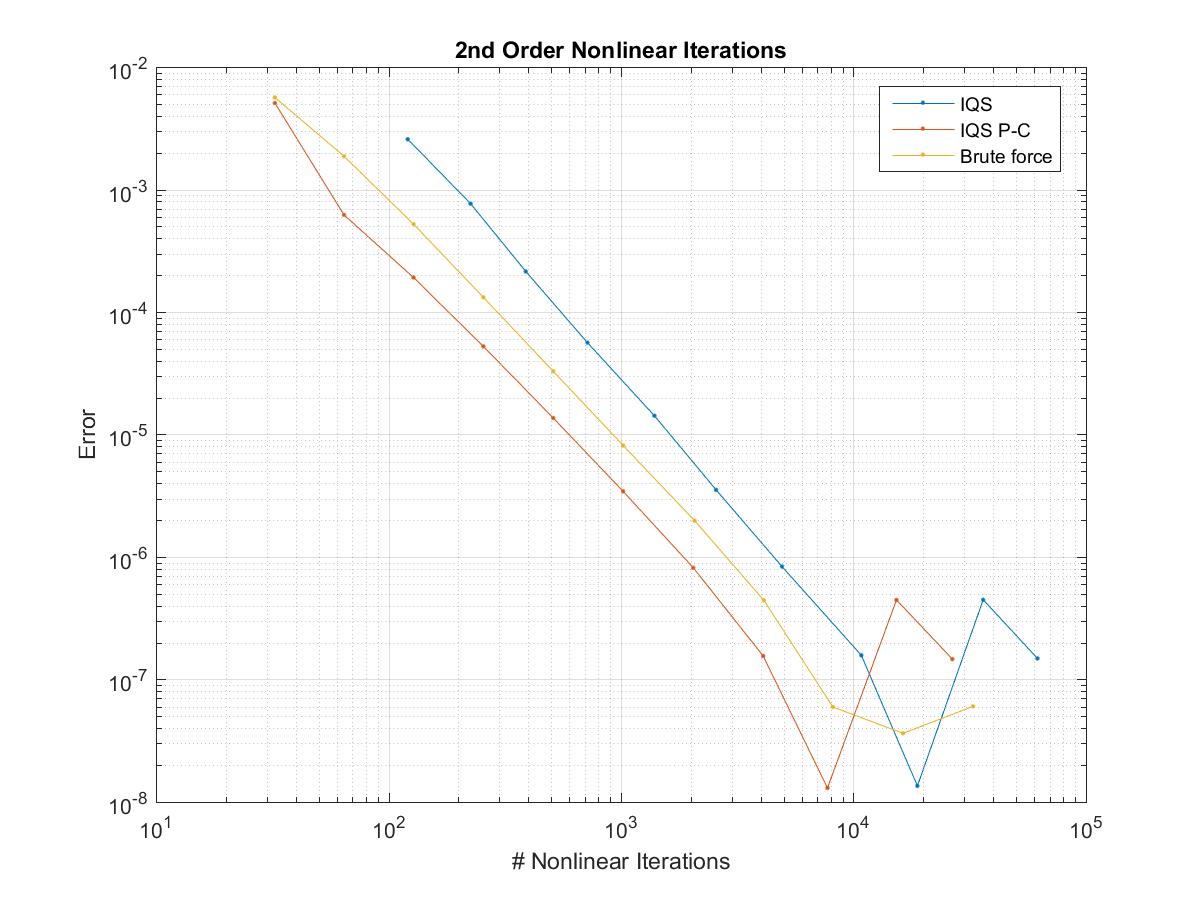 2nd Order Nonlinear Iterations
IQS
IQS P-C
Brute force
10^-2
10^-3
10^-4
10^-5
10^-6
10^-7
10^-8
Error
10^1 10^2 10^3 10^4 10^5
# Nonlinear Iterations